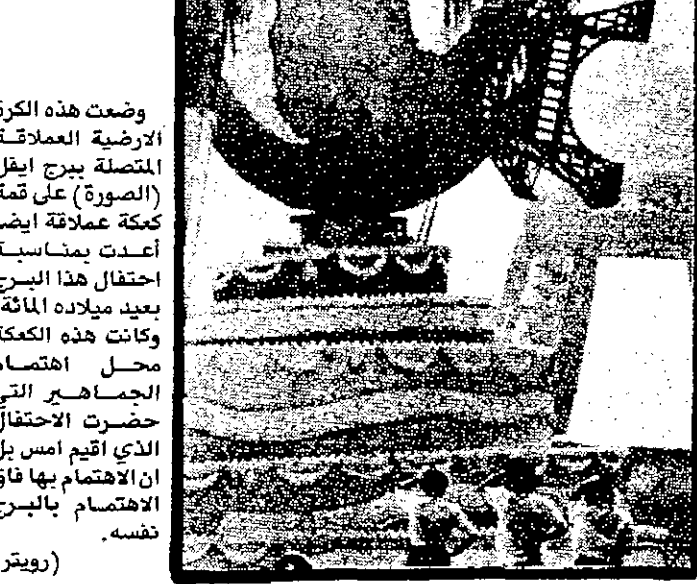 وضعت هذه الكرة
الارضية العملاقة
المتصلة ببرج ايفل
(الصورة) على قمة
كعكة عملاقة ايض
أعدت بمناسبة
احتفال هذا البرج
بعيد ميلاده المائة.
وكانت هذه الكعكة
محل اهتمام
الجماهير التي
حضرت الاحتفال
الذي اقيم امس بل
ان الاهتمام بها فاق
الاهتمام بالبرج
نفسه.
(رويتر